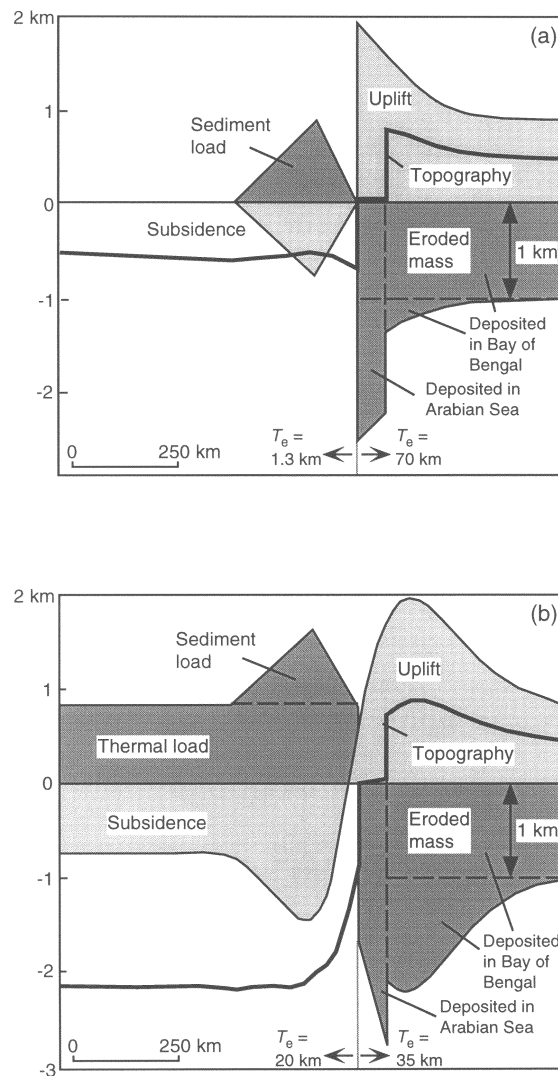 2 km
(a)
Uplift
Sediment
load
1
Topography
0
Subsidence
Eroded
mass
1 km
-1
Deposited
in Bay of
Bengal
-2
Deposited in
Arabian Sea
0
250 km
Te =
1.3 km
Te =
70 km
2 km
(b)
Sediment
load
Uplift
1
Thermal load
Topography
0
Subsidence
Eroded
mass
1 km
-1
Deposited
in Bay of
Bengal
-2
Deposited in
Arabian Sea
0
250 km
Te =
20 km
Te =
35 km
-3